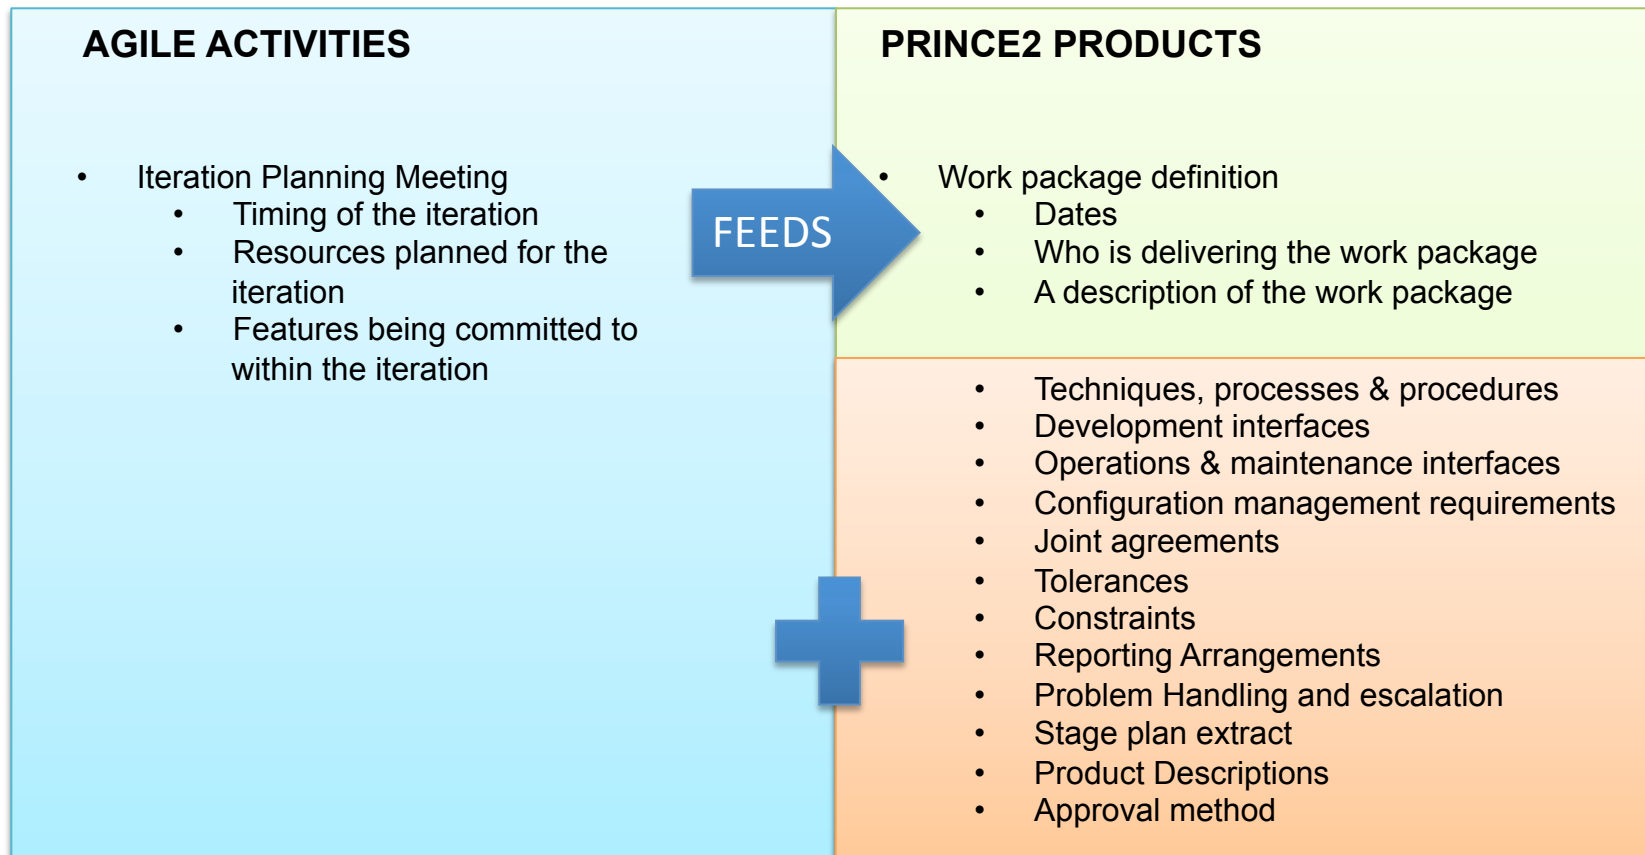 AGILE ACTIVITIES
• Iteration Planning Meeting
• Timing of the iteration
• Resources planned for the
iteration
• Features being committed to
within the iteration
FEEDS
PRINCE2 PRODUCTS
• Work package definition
• Dates
• Who is delivering the work package
• A description of the work package
• Techniques, processes & procedures
• Development interfaces
• Operations & maintenance interfaces
• Configuration management requirements
• Joint agreements
• Tolerances
• Constraints
• Reporting Arrangements
• Problem Handling and escalation
• Stage plan extract
• Product Descriptions
• Approval method